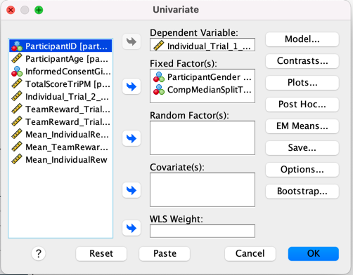 Univariate
ParticipantID [part...
ParticipantAge [pa...
InformedConsentGi...
TotalScoreTriPM [...
Individual_Trial_2_...
TeamReward_Trial...
TeamReward_Trial...
Mean_IndividualRe...
Mean_TeamRewar...
Mean_IndividualRew
Dependent Variable:
Individual_Trial_1_...
Fixed Factor(s):
ParticipantGender
CompMedianSplitT...
Random Factor(s):
Covariate(s):
WLS Weight:
Model...
Contrasts...
Plots...
Post Hoc...
EM Means...
Save...
Options...
Bootstrap...
?
Reset
Paste
Cancel
OK